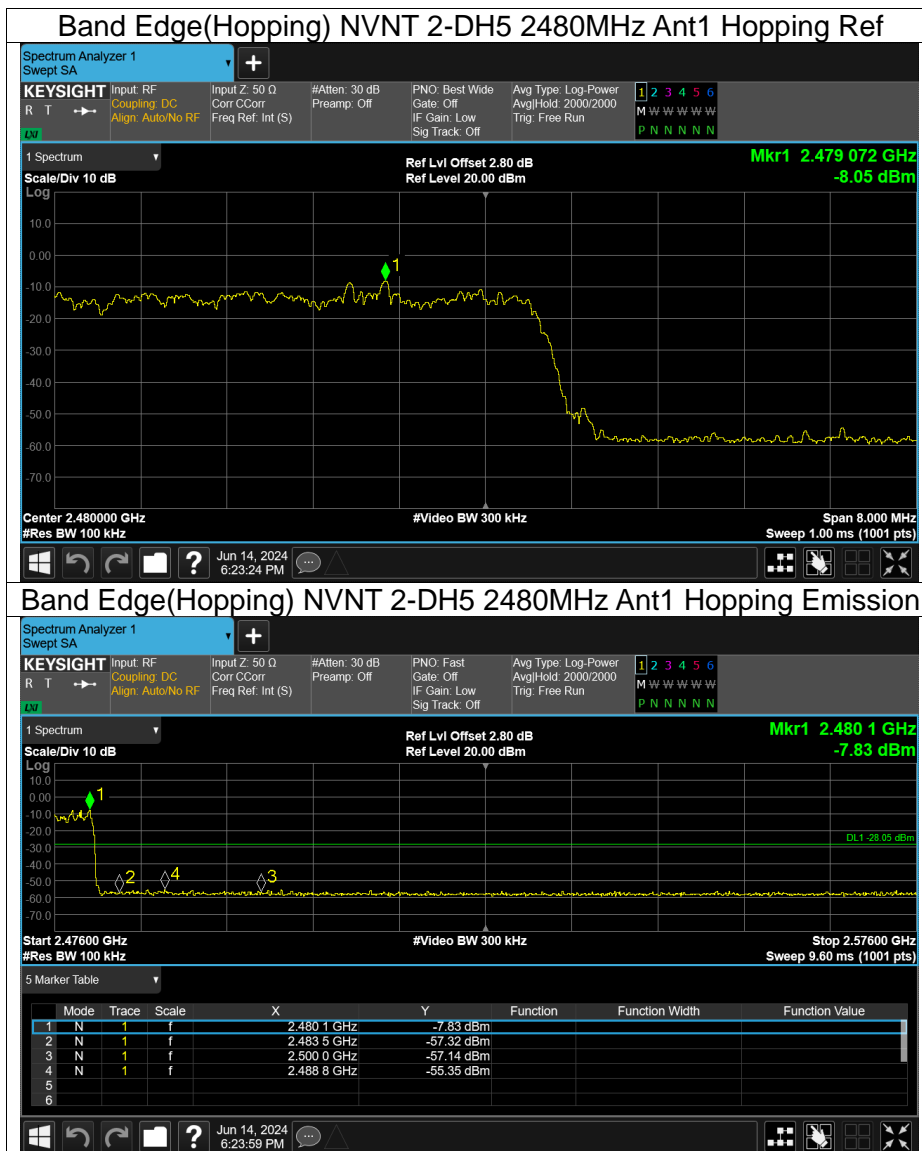 Band Edge(Hopping) NVNT 2-DH5 2480MHz Ant1 Hopping Ref
Spectrum Analyzer 1
Swept SA
KEYSIGHT
R T
LXI
Input: RF
Coupling: DC
Align: Auto/No RF
Input Z: 50 Ω
Corr CCorr
Freq Ref: Int (S)
#Atten: 30 dB
Preamp: Off
PNO: Best Wide
Gate: Off
IF Gain: Low
Sig Track: Off
Avg Type: Log-Power
Avg|Hold: 2000/2000
Trig: Free Run
1 2 3 4 5 6
M W W W W W
P N N N N N
1 Spectrum
Scale/Div 10 dB
Ref Lvl Offset 2.80 dB
Ref Level 20.00 dBm
Mkr1 2.479 072 GHz
-8.05 dBm
Log
10.0
0.00
-10.0
-20.0
-30.0
-40.0
-50.0
-60.0
-70.0
1
Center 2.480000 GHz
#Res BW 100 kHz
#Video BW 300 kHz
Span 8.000 MHz
Sweep 1.00 ms (1001 pts)
? Jun 14, 2024
6:23:24 PM
Band Edge(Hopping) NVNT 2-DH5 2480MHz Ant1 Hopping Emission
Spectrum Analyzer 1
Swept SA
KEYSIGHT
R T
LXI
Input: RF
Coupling: DC
Align: Auto/No RF
Input Z: 50 Ω
Corr CCorr
Freq Ref: Int (S)
#Atten: 30 dB
Preamp: Off
PNO: Fast
Gate: Off
IF Gain: Low
Sig Track: Off
Avg Type: Log-Power
Avg|Hold: 2000/2000
Trig: Free Run
1 2 3 4 5 6
M W W W W W
P N N N N N
1 Spectrum
Scale/Div 10 dB
Ref Lvl Offset 2.80 dB
Ref Level 20.00 dBm
Mkr1 2.480 1 GHz
-7.83 dBm
Log
10.0
0.00
-10.0
-20.0
-30.0
-40.0
-50.0
-60.0
-70.0
1
DL1 -28.05 dBm
2 4 3
Start 2.47600 GHz
#Res BW 100 kHz
#Video BW 300 kHz
Stop 2.57600 GHz
Sweep 9.60 ms (1001 pts)
5 Marker Table
Mode Trace Scale X Y Function Function Width Function Value
1 N 1 f 2.480 1 GHz -7.83 dBm
2 N 1 f 2.483 5 GHz -57.32 dBm
3 N 1 f 2.500 0 GHz -57.14 dBm
4 N 1 f 2.488 8 GHz -55.35 dBm
5
6
? Jun 14, 2024
6:23:59 PM